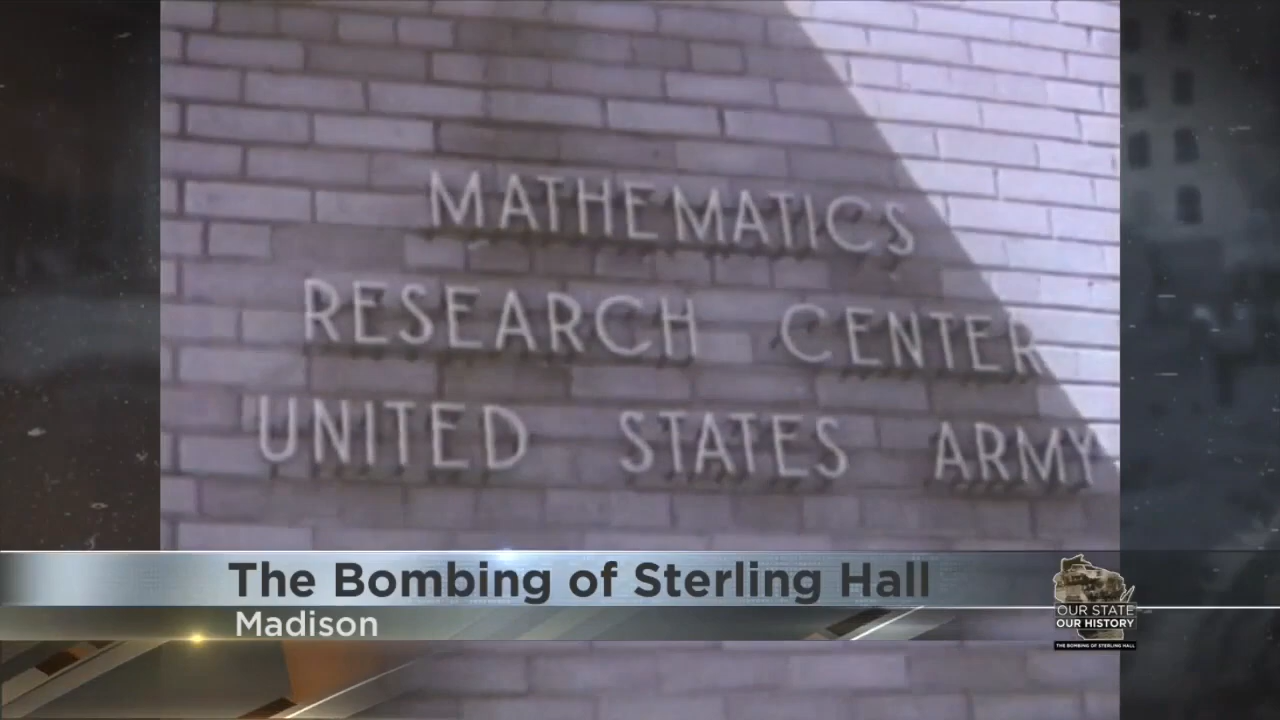 MATHEMATICS
RESEARCH CENTER
UNITED STATES ARMY
The Bombing of Sterling Hall
Madison
OUR STATE
OUR HISTORY
THE BOMBING OF STERLING HALL